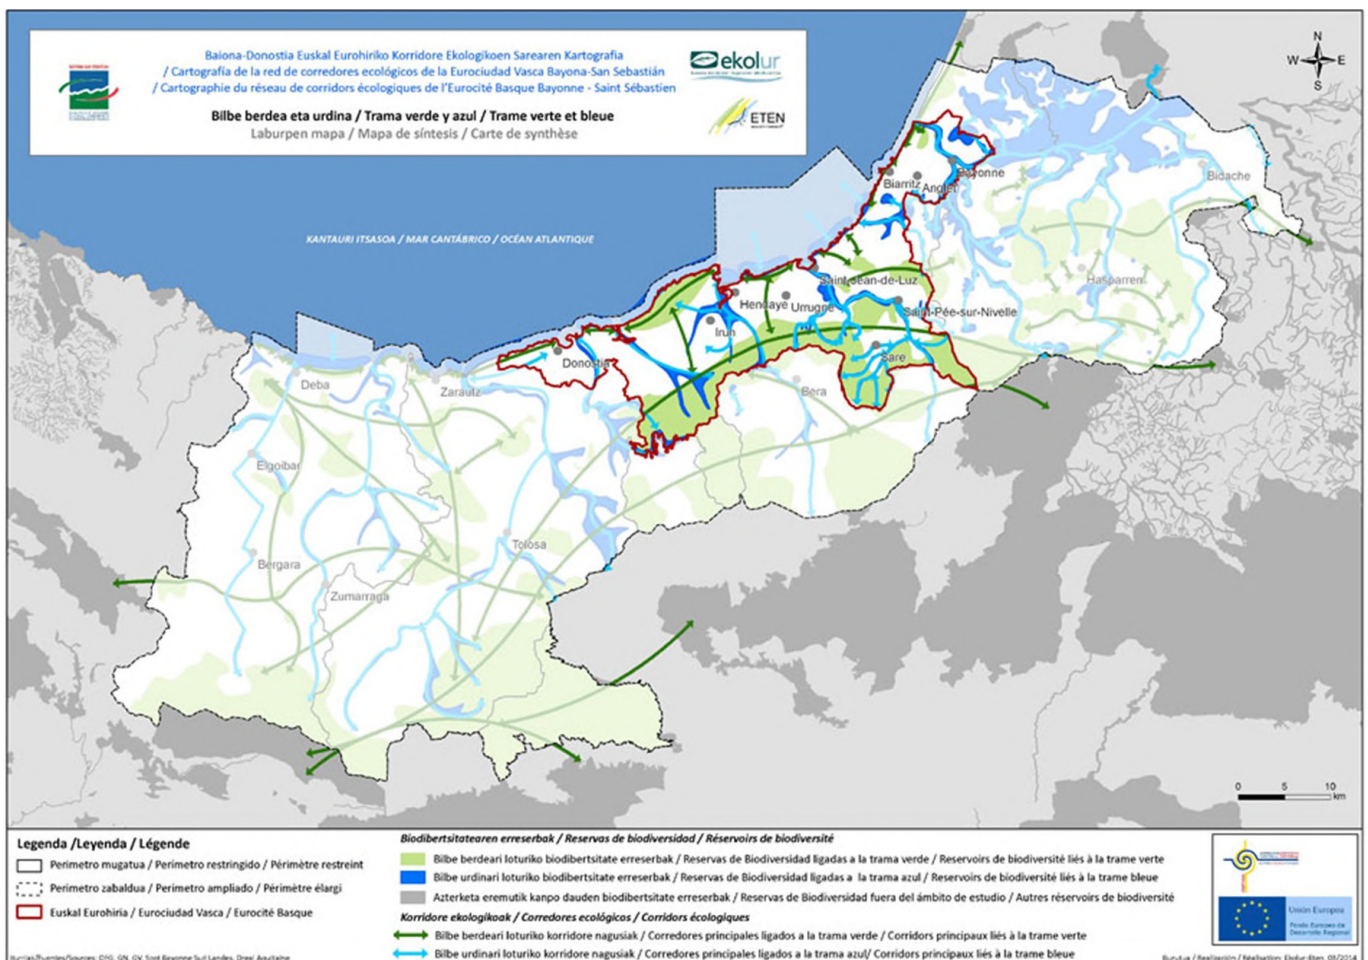 Baiona-Donostia Euskal Eurohiriko Korridore Ekologikoen Sarearen Kartografia
/ Cartografía de la red de corredores ecológicos de la Eurociudad Vasca Bayona-San Sebastián
/ Cartographie du réseau de corridors écologiques de l'Eurocité Basque Bayonne - Saint Sébastien
Bilbe berdea eta urdina / Trama verde y azul / Trame verte et bleue
Laburpen mapa / Mapa de síntesis / Carte de synthèse
ekolur
ETEN
N
W E
S
Bidache
Bayonne
Biarritz
Anglet
KANTAURI ITSASOA / MAR CANTÁBRICO / OCÉAN ATLANTIQUE
Hasparren
Saint-Jean-de-Luz
Hendaye
Urrugne
Saint-Pée-sur-Nivelle
Irun
Sare
Donostia
Deba
Zarautz
Bera
Elgoibar
Tolosa
Bergara
Zumarraga
0 5 10
km
Legenda /Leyenda / Légende
Perímetro mugatua / Perímetro restringido / Périmètre restreint
Perimetro zabaldua / Perímetro ampliado / Périmètre élargi
Euskal Eurohiria / Eurociudad Vasca / Eurocité Basque
Biodibertsitatearen erreserbak / Reservas de biodiversidad / Réservoirs de biodiversité
Bilbe berdeari loturiko biodibertsitate erreserbak / Reservas de Biodiversidad ligadas a la trama verde / Reservoirs de biodiversité liés à la trame verte
Bilbe urdinari loturiko biodibertsitate erreserbak / Reservas de Biodiversidad ligadas a la trama azul / Reservoirs de biodiversité liés à la trame bleue
Azterketa eremutik kanpo dauden biodibertsitate erreserbak / Reservas de Biodiversidad fuera del ámbito de estudio / Autres réservoirs de biodiversité
Korridore ekologikoak / Corredores ecológicos / Corridors écologiques
Bilbe berdeari loturiko korridore nagusiak / Corredores principales ligados a la trama verde / Corridors principaux liés à la trame verte
Bilbe urdinari loturiko korridore nagusiak / Corredores principales ligados a la trama azul/ Corridors principaux liés à la trame bleue
Unión Europea
Fondo Europeo de
Desarrollo Regional